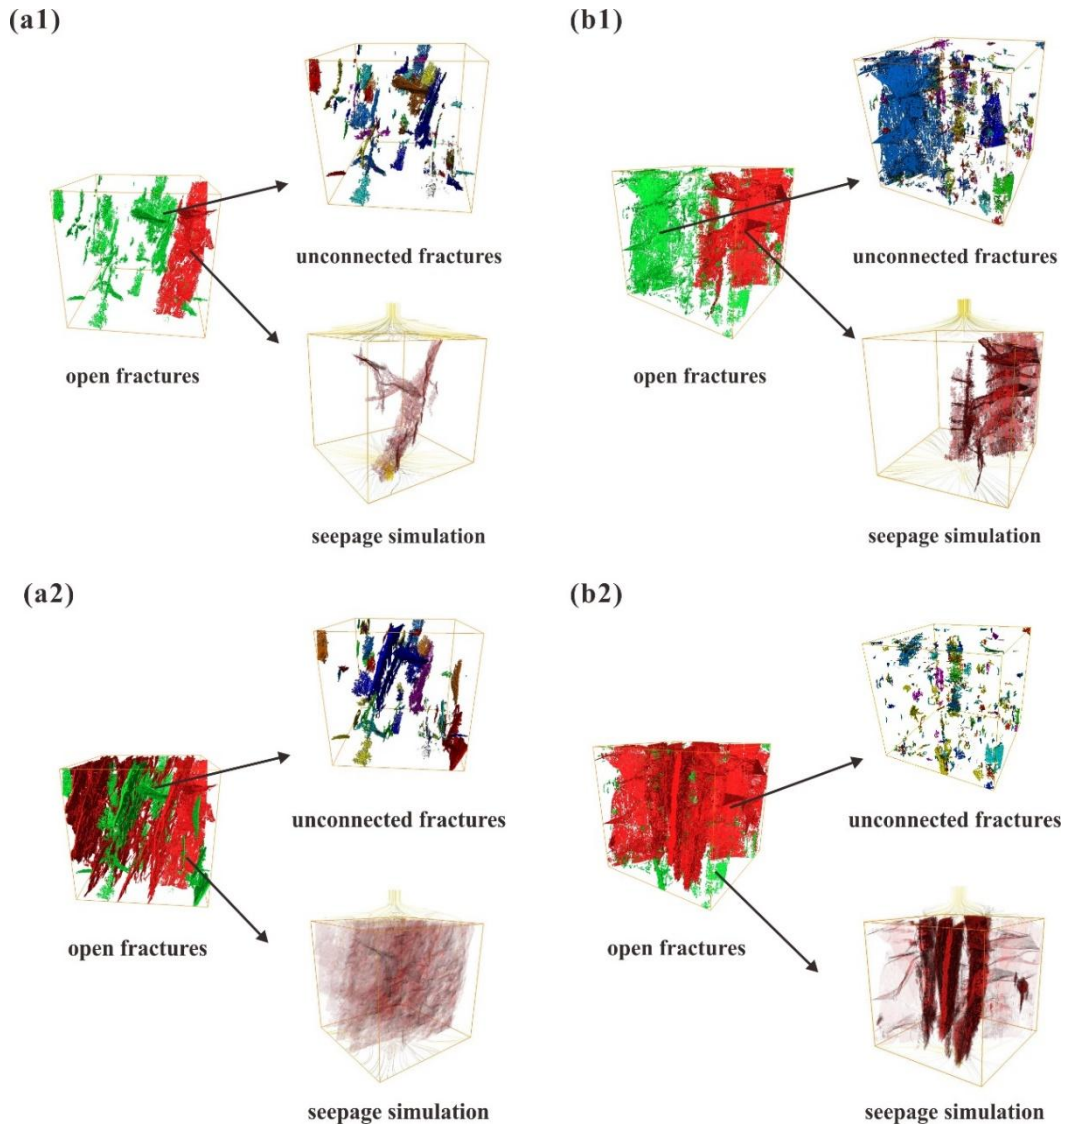 (a1)
unconnected fractures
open fractures
seepage simulation
(b1)
unconnected fractures
open fractures
seepage simulation
(a2)
unconnected fractures
open fractures
seepage simulation
(b2)
unconnected fractures
open fractures
seepage simulation